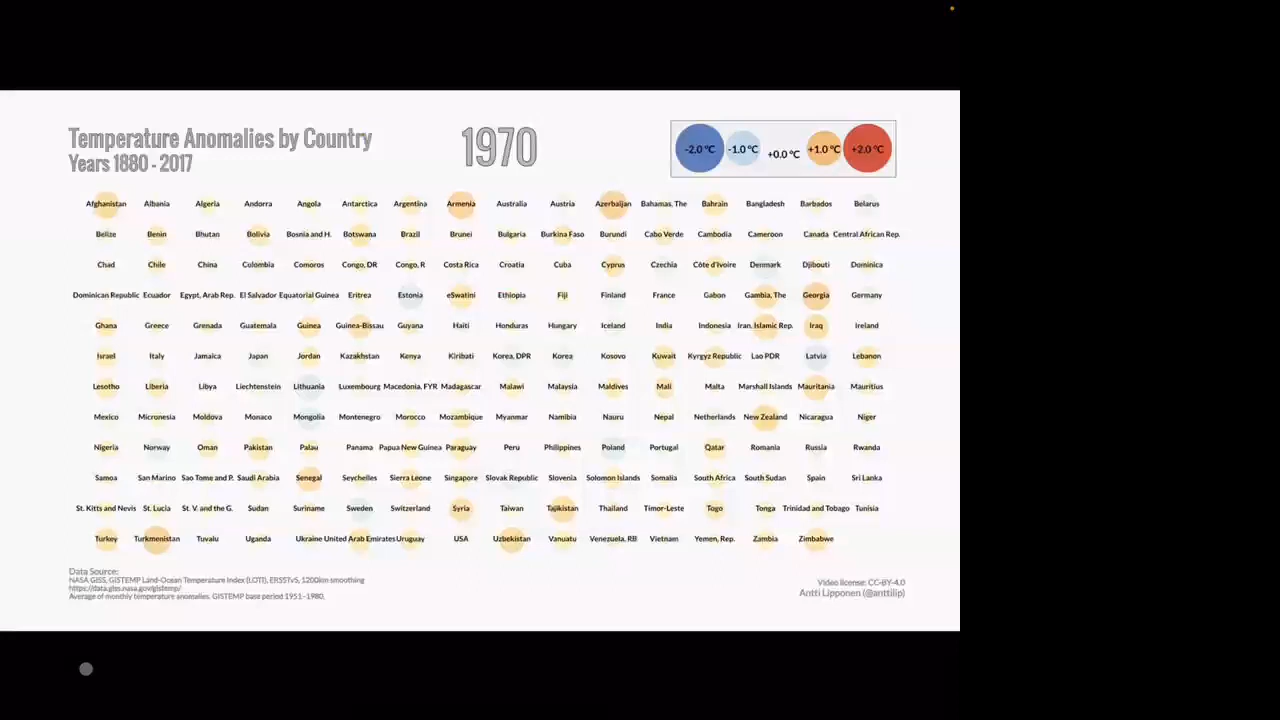 Temperature Anomalies by Country
Years 1880 - 2017
1970
-2.0 °C -1.0 °C +0.0 °C +1.0 °C +2.0 °C
Afghanistan Albania Algeria Andorra Angola Antarctica Argentina Armenia Australia Austria Azerbaijan Bahamas, The Bahrain Bangladesh Barbados Belarus
Belize Benin Bhutan Bolivia Bosnia and H. Botswana Brazil Brunei Bulgaria Burkina Faso Burundi Cabo Verde Cambodia Cameroon Canada Central African Rep.
Chad Chile China Colombia Comoros Congo, DR Congo, R Costa Rica Croatia Cuba Cyprus Czechia Côte d'Ivoire Denmark Djibouti Dominica
Dominican Republic Ecuador Egypt, Arab Rep. El Salvador Equatorial Guinea Eritrea Estonia eSwatini Ethiopia Fiji Finland France Gabon Gambia, The Georgia Germany
Ghana Greece Grenada Guatemala Guinea Guinea-Bissau Guyana Haiti Honduras Hungary Iceland India Indonesia Iran, Islamic Rep. Iraq Ireland
Israel Italy Jamaica Japan Jordan Kazakhstan Kenya Kiribati Korea, DPR Korea Kosovo Kuwait Kyrgyz Republic Lao PDR Latvia Lebanon
Lesotho Liberia Libya Liechtenstein Lithuania Luxembourg Macedonia, FYR Madagascar Malawi Malaysia Maldives Mali Malta Marshall Islands Mauritania Mauritius
Mexico Micronesia Moldova Monaco Mongolia Montenegro Morocco Mozambique Myanmar Namibia Nauru Nepal Netherlands New Zealand Nicaragua Niger
Nigeria Norway Oman Pakistan Palau Panama Papua New Guinea Paraguay Peru Philippines Poland Portugal Qatar Romania Russia Rwanda
Samoa San Marino Sao Tome and P. Saudi Arabia Senegal Seychelles Sierra Leone Singapore Slovak Republic Slovenia Solomon Islands Somalia South Africa South Sudan Spain Sri Lanka
St. Kitts and Nevis St. Lucia St. V. and the G. Sudan Suriname Sweden Switzerland Syria Taiwan Tajikistan Thailand Timor-Leste Togo Tonga Trinidad and Tobago Tunisia
Turkey Turkmenistan Tuvalu Uganda Ukraine United Arab Emirates Uruguay USA Uzbekistan Vanuatu Venezuela, RB Vietnam Yemen, Rep. Zambia Zimbabwe
Data Source:
NASA GISS, GISTEMP Land-Ocean Temperature Index (LOTI), ERSSTv5, 1200km smoothing
https://data.giss.nasa.gov/gistemp/
Average of monthly temperature anomalies. GISTEMP base period 1951-1980.
Video license: CC-BY-4.0
Antti Lipponen (@anttilip)